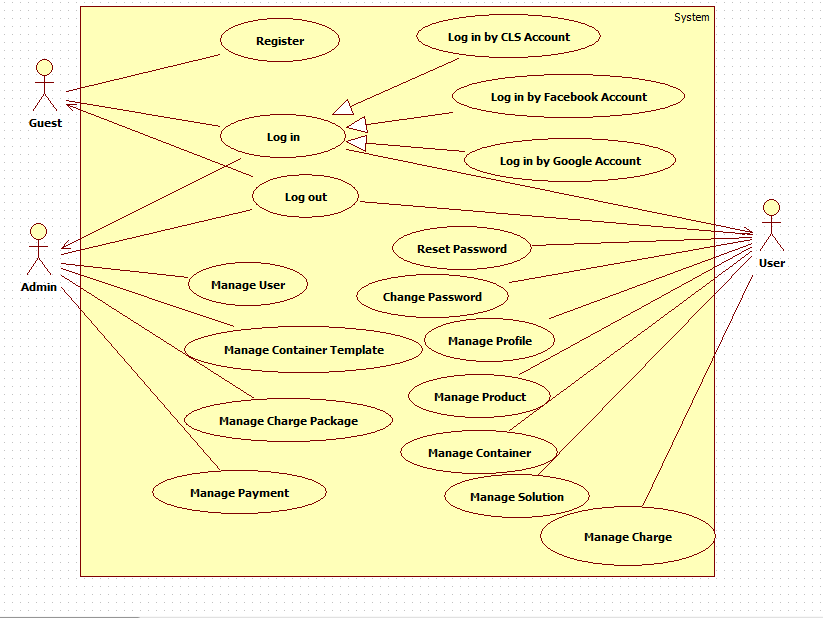 System
Register
Log in by CLS Account
Log in by Facebook Account
Guest
Log in
Log in by Google Account
Log out
Reset Password
User
Admin
Manage User
Change Password
Manage Profile
Manage Container Template
Manage Product
Manage Charge Package
Manage Container
Manage Payment
Manage Solution
Manage Charge